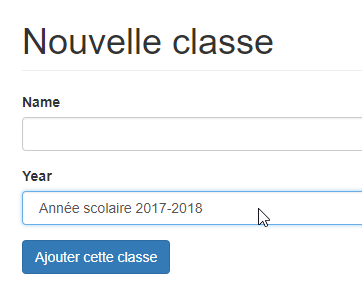 Nouvelle classe
Name
Year
Année scolaire 2017-2018
Ajouter cette classe